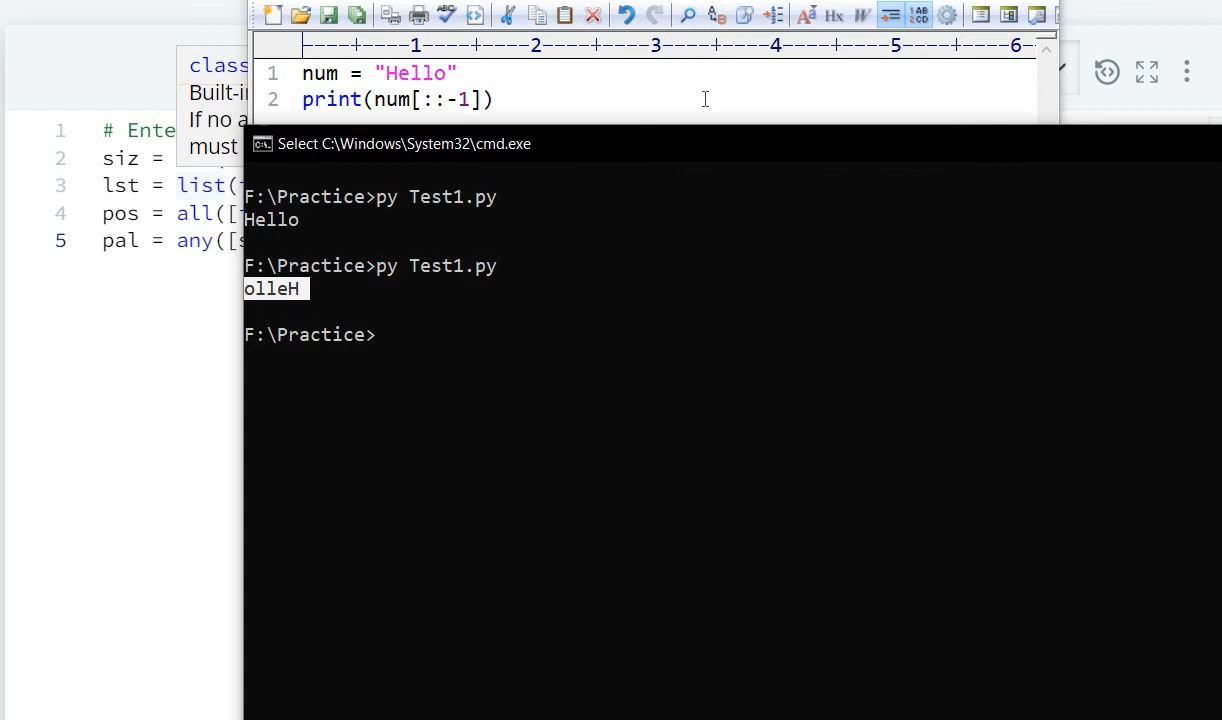 |----+----1----+----2----+----3----+----4----+----5----+----6-
1 num = "Hello"
2 print(num[::-1])
class
Built-i
If no a
must
1 # Ente
2 siz =
3 lst = list(
4 pos = all([
5 pal = any([
Select C:\Windows\System32\cmd.exe
F:\Practice>py Test1.py
Hello
F:\Practice>py Test1.py
olleH
F:\Practice>